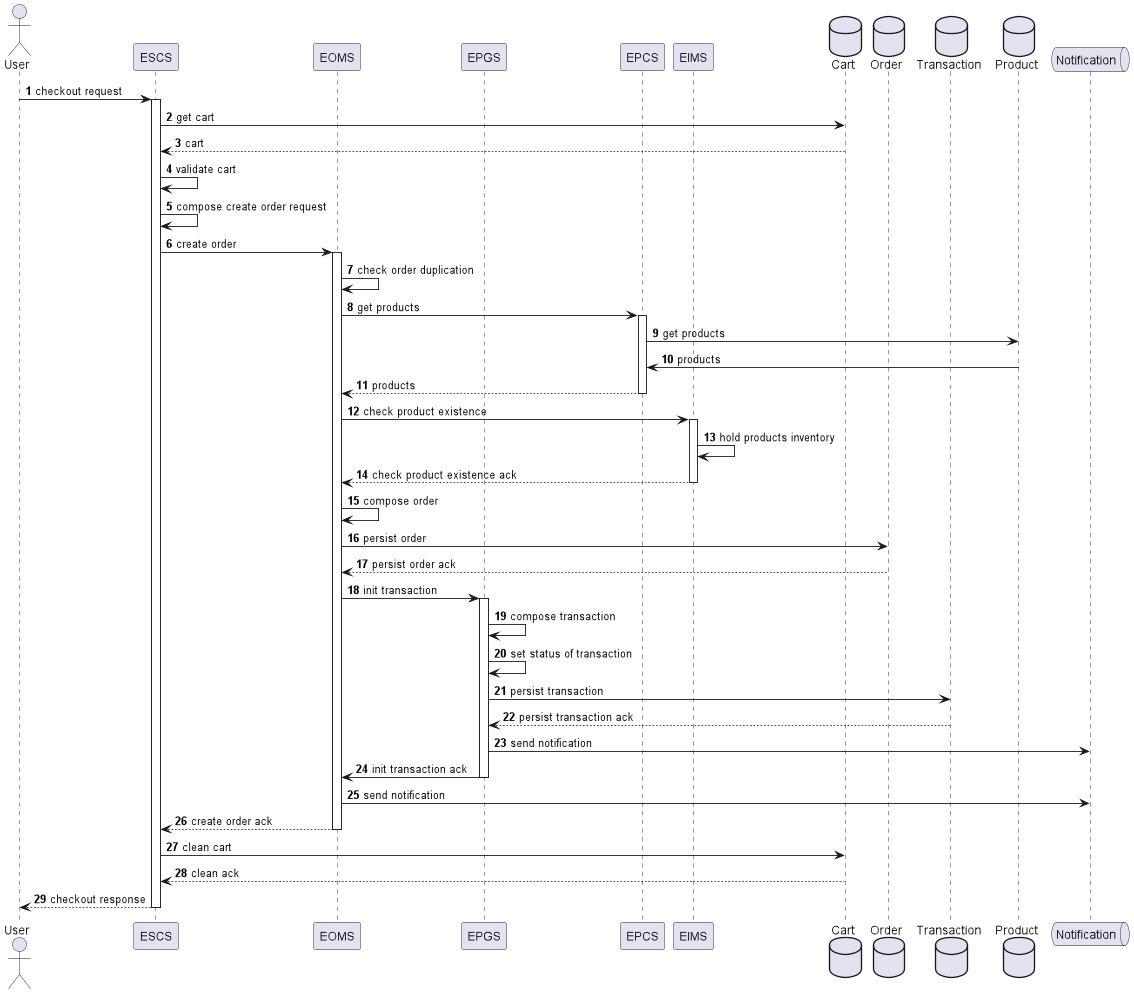 User
ESCS
EOMS
EPGS
EPCS
EIMS
Cart
Order
Transaction
Product
Notification
1 checkout request
2 get cart
3 cart
4 validate cart
5 compose create order request
6 create order
7 check order duplication
8 get products
9 get products
10 products
11 products
12 check product existence
13 hold products inventory
14 check product existence ack
15 compose order
16 persist order
17 persist order ack
18 init transaction
19 compose transaction
20 set status of transaction
21 persist transaction
22 persist transaction ack
23 send notification
24 init transaction ack
25 send notification
26 create order ack
27 clean cart
28 clean ack
29 checkout response
User
ESCS
EOMS
EPGS
EPCS
EIMS
Cart
Order
Transaction
Product
Notification